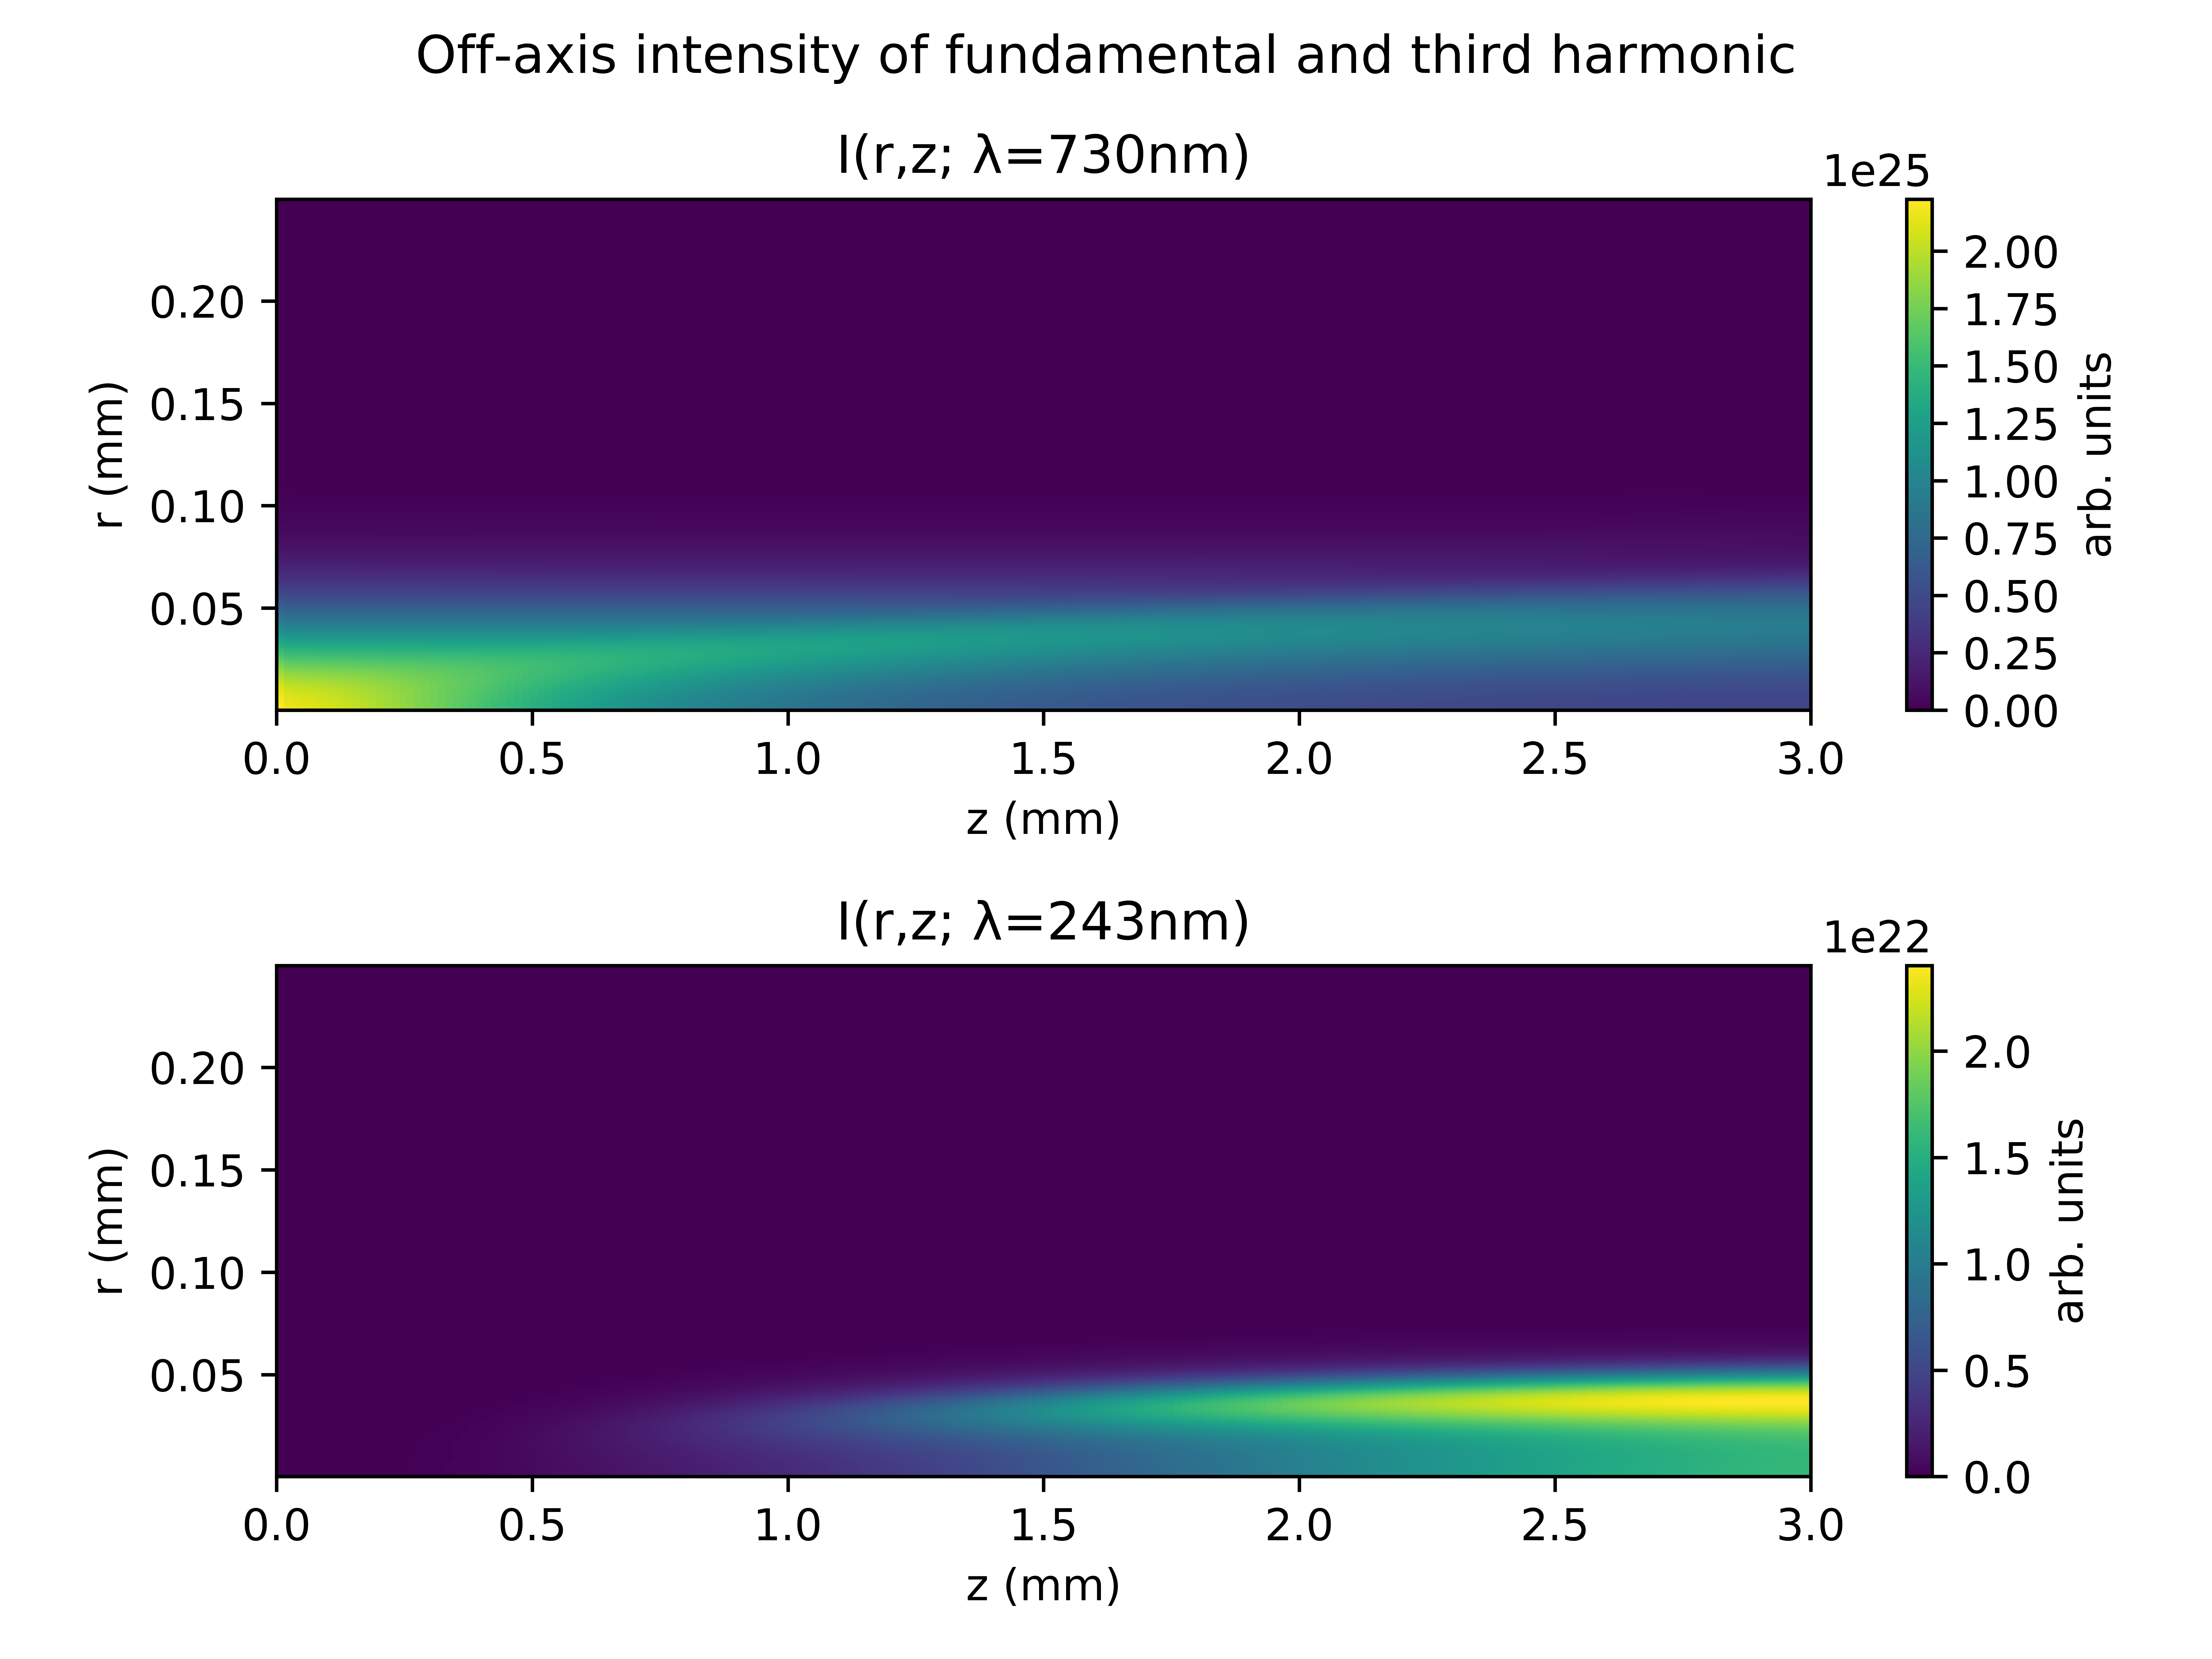 Off-axis intensity of fundamental and third harmonic
I(r,z; λ=730nm)
1e25
0.20
0.15
0.10
0.05
r (mm)
0.0 0.5 1.0 1.5 2.0 2.5 3.0
z (mm)
2.00
1.75
1.50
1.25
1.00
0.75
0.50
0.25
0.00
arb. units
I(r,z; λ=243nm)
1e22
0.20
0.15
0.10
0.05
r (mm)
0.0 0.5 1.0 1.5 2.0 2.5 3.0
z (mm)
2.0
1.5
1.0
0.5
0.0
arb. units